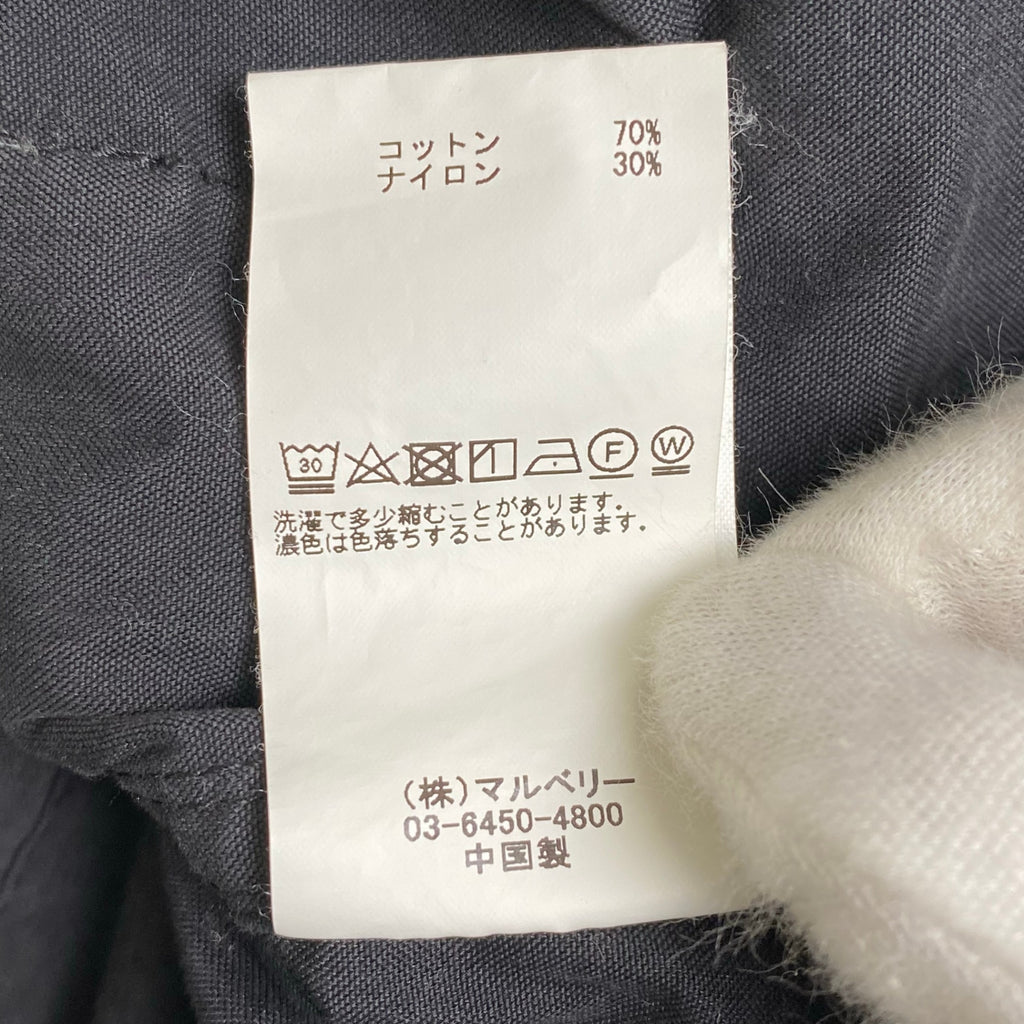 コットン 70%
ナイロン 30%
30 F W
洗濯で多少縮むことがあります。
濃色は色落ちすることがあります。
(株)マルベリー
03-6450-4800
中国製